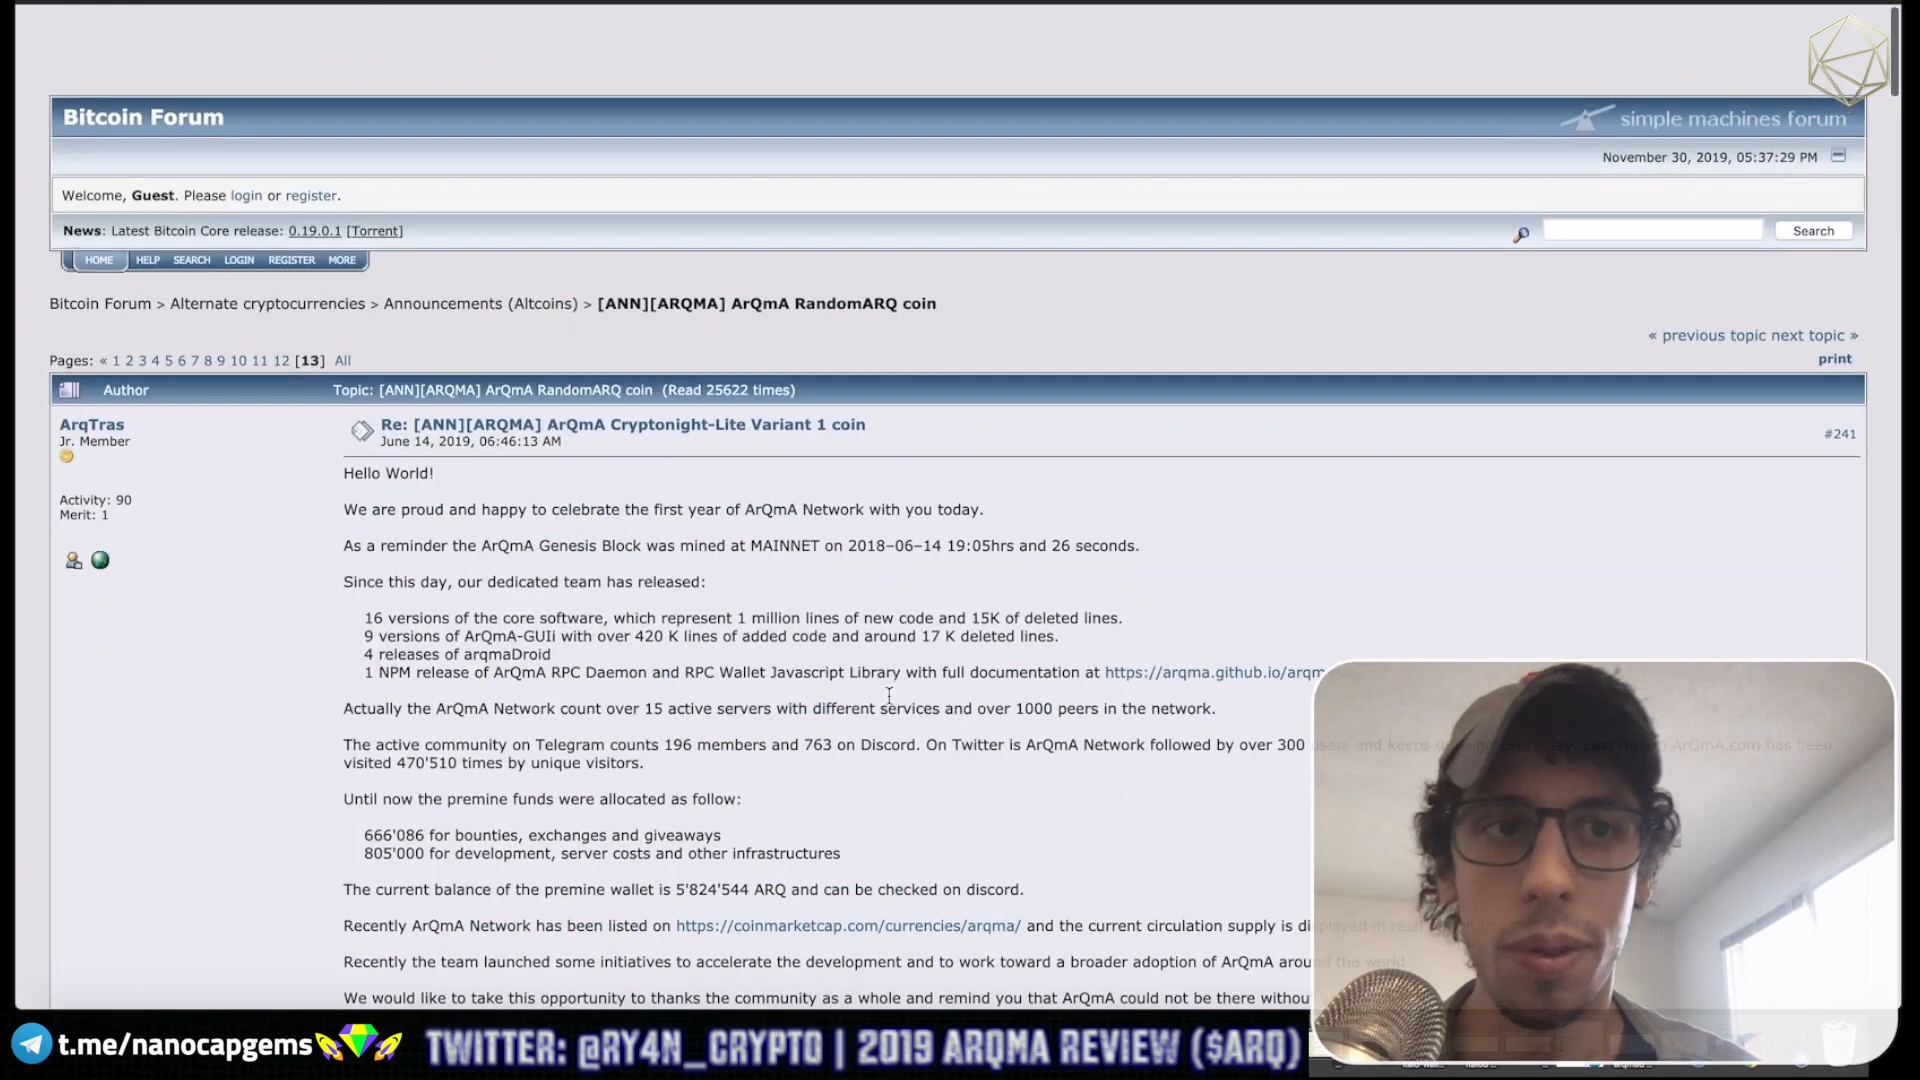 Bitcoin Forum
simple machines forum
November 30, 2019, 05:37:29 PM
Welcome, Guest. Please login or register.
News: Latest Bitcoin Core release: 0.19.0.1 [Torrent]
Search
HOME HELP SEARCH LOGIN REGISTER MORE
Bitcoin Forum > Alternate cryptocurrencies > Announcements (Altcoins) > [ANN][ARQMA] ArQmA RandomARQ coin
« previous topic next topic »
Pages: « 1 2 3 4 5 6 7 8 9 10 11 12 [13] All
print
Author
Topic: [ANN][ARQMA] ArQmA RandomARQ coin (Read 25622 times)
ArqTras
Jr. Member
Activity: 90
Merit: 1
Re: [ANN][ARQMA] ArQmA Cryptonight-Lite Variant 1 coin
June 14, 2019, 06:46:13 AM
#241
Hello World!
We are proud and happy to celebrate the first year of ArQmA Network with you today.
As a reminder the ArQmA Genesis Block was mined at MAINNET on 2018–06–14 19:05hrs and 26 seconds.
Since this day, our dedicated team has released:
16 versions of the core software, which represent 1 million lines of new code and 15K of deleted lines.
9 versions of ArQmA-GUIi with over 420 K lines of added code and around 17 K deleted lines.
4 releases of arqmaDroid
1 NPM release of ArQmA RPC Daemon and RPC Wallet Javascript Library with full documentation at https://arqma.github.io/arqm
Actually the ArQmA Network count over 15 active servers with different services and over 1000 peers in the network.
The active community on Telegram counts 196 members and 763 on Discord. On Twitter is ArQmA Network followed by over 300 users and keeps ArQmA.com has been
visited 470'510 times by unique visitors.
Until now the premine funds were allocated as follow:
666'086 for bounties, exchanges and giveaways
805'000 for development, server costs and other infrastructures
The current balance of the premine wallet is 5'824'544 ARQ and can be checked on discord.
Recently ArQmA Network has been listed on https://coinmarketcap.com/currencies/arqma/ and the current circulation supply is displayed in
Recently the team launched some initiatives to accelerate the development and to work toward a broader adoption of ArQmA around the world
We would like to take this opportunity to thanks the community as a whole and remind you that ArQmA could not be there withou
t.me/nanocapgems
TWITTER: @RY4N_CRYPTO | 2019 ARQMA REVIEW ($ARQ)